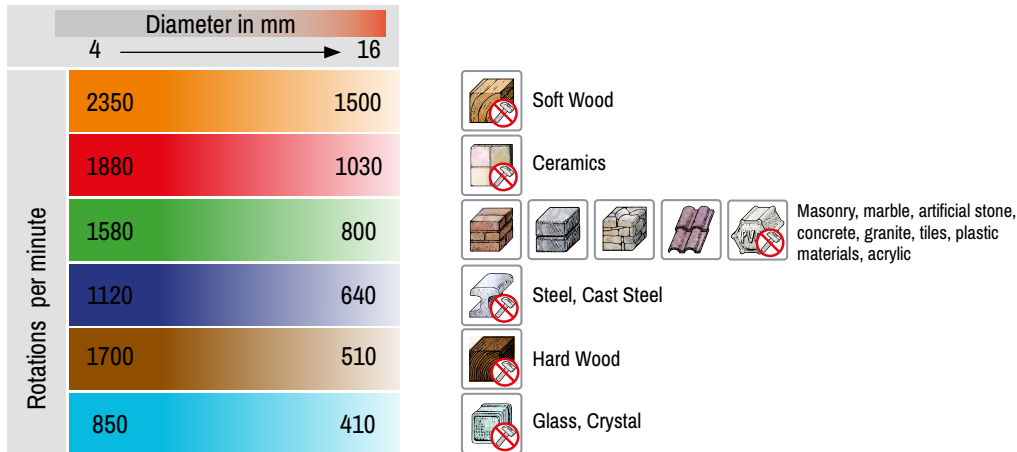 Diameter in mm
4 16
Rotations per minute
2350 1500
Soft Wood
1880 1030
Ceramics
1580 800
Masonry, marble, artificial stone,
concrete, granite, tiles, plastic
materials, acrylic
1120 640
Steel, Cast Steel
1700 510
Hard Wood
850 410
Glass, Crystal